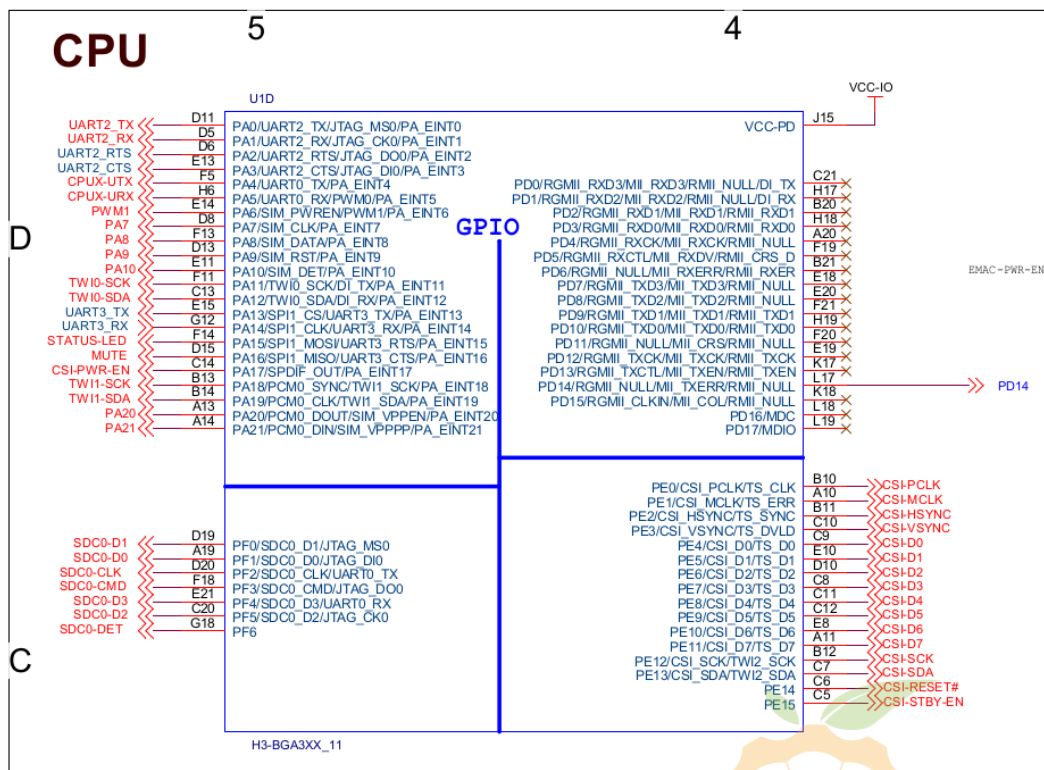 5 4
CPU
VCC-IO
U1D
UART2_TX D11 PA0/UART2_TX/JTAG_MS0/PA_EINT0 VCC-PD J15
UART2_RX D5 PA1/UART2_RX/JTAG_CK0/PA_EINT1
UART2_RTS D6 PA2/UART2_RTS/JTAG_DO0/PA_EINT2
UART2_CTS E13 PA3/UART2_CTS/JTAG_DI0/PA_EINT3
CPUX-UTX F5 PA4/UART0_TX/PA_EINT4 PD0/RGMII_RXD3/MII_RXD3/RMII_NULL/DI_TX C21
CPUX-URX H6 PA5/UART0_RX/PWM0/PA_EINT5 PD1/RGMII_RXD2/MII_RXD2/RMII_NULL/DI_RX H17
PWM1 E14 PA6/SIM_PWREN/PWM1/PA_EINT6 PD2/RGMII_RXD1/MII_RXD1/RMII_RXD1 B20
PA7 D8 PA7/SIM_CLK/PA_EINT7 PD3/RGMII_RXD0/MII_RXD0/RMII_RXD0 H18
GPIO
D
PA8 F13 PA8/SIM_DATA/PA_EINT8 PD4/RGMII_RXCK/MII_RXCK/RMII_NULL A20
PA9 D13 PA9/SIM_RST/PA_EINT9 PD5/RGMII_RXCTL/MII_RXDV/RMII_CRS_D F19
PA10 E11 PA10/SIM_DET/PA_EINT10 PD6/RGMII_NULL/MII_RXERR/RMII_RXER B21 EMAC-PWR-EN
TWI0-SCK F11 PA11/TWI0_SCK/DI_TX/PA_EINT11 PD7/RGMII_TXD3/MII_TXD3/RMII_NULL E18
TWI0-SDA C13 PA12/TWI0_SDA/DI_RX/PA_EINT12 PD8/RGMII_TXD2/MII_TXD2/RMII_NULL E20
UART3_TX E15 PA13/SPI1_CS/UART3_TX/PA_EINT13 PD9/RGMII_TXD1/MII_TXD1/RMII_TXD1 F21
UART3_RX G12 PA14/SPI1_CLK/UART3_RX/PA_EINT14 PD10/RGMII_TXD0/MII_TXD0/RMII_TXD0 H19
STATUS-LED F14 PA15/SPI1_MOSI/UART3_RTS/PA_EINT15 PD11/RGMII_NULL/MII_CRS/RMII_NULL F20
MUTE D15 PA16/SPI1_MISO/UART3_CTS/PA_EINT16 PD12/RGMII_TXCK/MII_TXCK/RMII_TXCK E19
CSI-PWR-EN C14 PA17/SPDIF_OUT/PA_EINT17 PD13/RGMII_TXCTL/MII_TXEN/RMII_TXEN K17
TWI1-SCK B13 PA18/PCM0_SYNC/TWI1_SCK/PA_EINT18 PD14/RGMII_NULL/MII_TXERR/RMII_NULL L17 PD14
TWI1-SDA B14 PA19/PCM0_CLK/TWI1_SDA/PA_EINT19 PD15/RGMII_CLKIN/MII_COL/RMII_NULL K18
PA20 A13 PA20/PCM0_DOUT/SIM_VPPEN/PA_EINT20 PD16/MDC L18
PA21 A14 PA21/PCM0_DIN/SIM_VPPPP/PA_EINT21 PD17/MDIO L19
PE0/CSI_PCLK/TS_CLK B10 CSI-PCLK
PE1/CSI_MCLK/TS_ERR A10 CSI-MCLK
PE2/CSI_HSYNC/TS_SYNC B11 CSI-HSYNC
PE3/CSI_VSYNC/TS_DVLD C10 CSI-VSYNC
SDC0-D1 D19 PF0/SDC0_D1/JTAG_MS0 PE4/CSI_D0/TS_D0 C9 CSI-D0
SDC0-D0 A19 PF1/SDC0_D0/JTAG_DI0 PE5/CSI_D1/TS_D1 E10 CSI-D1
SDC0-CLK D20 PF2/SDC0_CLK/UART0_TX PE6/CSI_D2/TS_D2 D10 CSI-D2
SDC0-CMD F18 PF3/SDC0_CMD/JTAG_DO0 PE7/CSI_D3/TS_D3 C8 CSI-D3
SDC0-D3 E21 PF4/SDC0_D3/UART0_RX PE8/CSI_D4/TS_D4 C11 CSI-D4
SDC0-D2 C20 PF5/SDC0_D2/JTAG_CK0 PE9/CSI_D5/TS_D5 C12 CSI-D5
SDC0-DET G18 PF6 PE10/CSI_D6/TS_D6 E8 CSI-D6
PE11/CSI_D7/TS_D7 A11 CSI-D7
C
PE12/CSI_SCK/TWI2_SCK B12 CSI-SCK
PE13/CSI_SDA/TWI2_SDA C7 CSI-SDA
PE14 C6 CSI-RESET#
PE15 C5 CSI-STBY-EN
H3-BGA3XX_11